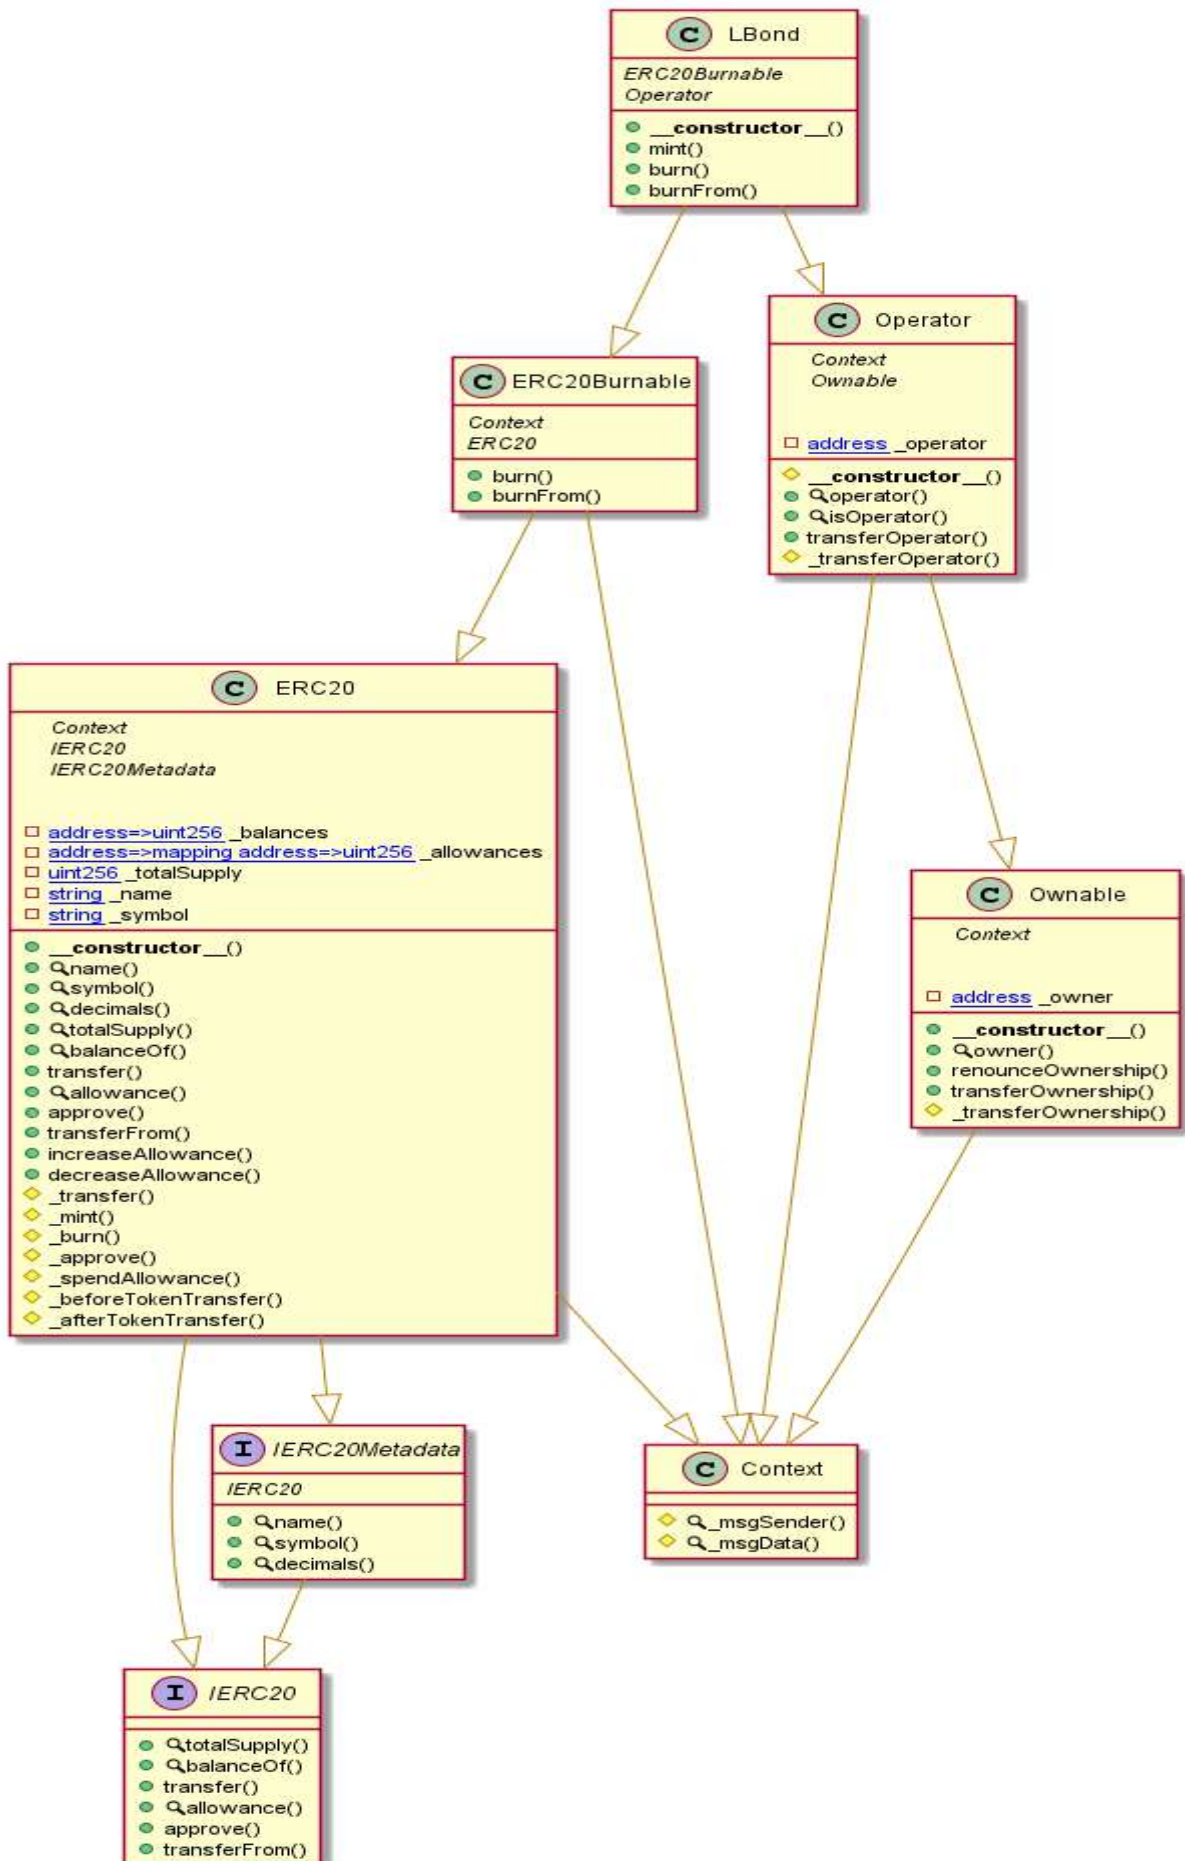 C LBond
ERC20Burnable
Operator
__constructor__()
mint()
burn()
burnFrom()
C Operator
Context
Ownable
address _operator
__constructor__()
operator()
isOperator()
transferOperator()
_transferOperator()
C ERC20Burnable
Context
ERC20
burn()
burnFrom()
C ERC20
Context
IERC20
IERC20Metadata
address=>uint256 _balances
address=>mapping address=>uint256 _allowances
uint256 _totalSupply
string _name
string _symbol
__constructor__()
name()
symbol()
decimals()
totalSupply()
balanceOf()
transfer()
allowance()
approve()
transferFrom()
increaseAllowance()
decreaseAllowance()
_transfer()
_mint()
_burn()
_approve()
_spendAllowance()
_beforeTokenTransfer()
_afterTokenTransfer()
C Ownable
Context
address _owner
__constructor__()
owner()
renounceOwnership()
transferOwnership()
_transferOwnership()
I IERC20Metadata
IERC20
name()
symbol()
decimals()
C Context
_msgSender()
_msgData()
I IERC20
totalSupply()
balanceOf()
transfer()
allowance()
approve()
transferFrom()